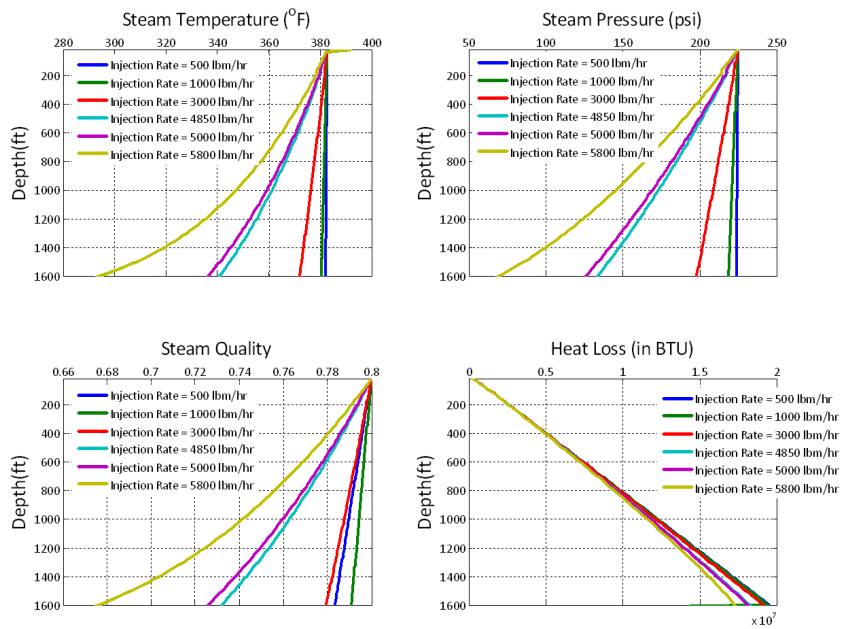 Steam Temperature (°F)
280 300 320 340 360 380 400
Depth(ft)
200
400
600
800
1000
1200
1400
1600
Injection Rate = 500 lbm/hr
Injection Rate = 1000 lbm/hr
Injection Rate = 3000 lbm/hr
Injection Rate = 4850 lbm/hr
Injection Rate = 5000 lbm/hr
Injection Rate = 5800 lbm/hr
Steam Pressure (psi)
50 100 150 200 250
Depth(ft)
200
400
600
800
1000
1200
1400
1600
Injection Rate = 500 lbm/hr
Injection Rate = 1000 lbm/hr
Injection Rate = 3000 lbm/hr
Injection Rate = 4850 lbm/hr
Injection Rate = 5000 lbm/hr
Injection Rate = 5800 lbm/hr
Steam Quality
0.66 0.68 0.7 0.72 0.74 0.76 0.78 0.8
Depth(ft)
200
400
600
800
1000
1200
1400
1600
Injection Rate = 500 lbm/hr
Injection Rate = 1000 lbm/hr
Injection Rate = 3000 lbm/hr
Injection Rate = 4850 lbm/hr
Injection Rate = 5000 lbm/hr
Injection Rate = 5800 lbm/hr
Heat Loss (in BTU)
0 0.5 1 1.5 2
Depth(ft)
200
400
600
800
1000
1200
1400
1600
Injection Rate = 500 lbm/hr
Injection Rate = 1000 lbm/hr
Injection Rate = 3000 lbm/hr
Injection Rate = 4850 lbm/hr
Injection Rate = 5000 lbm/hr
Injection Rate = 5800 lbm/hr
x10⁷